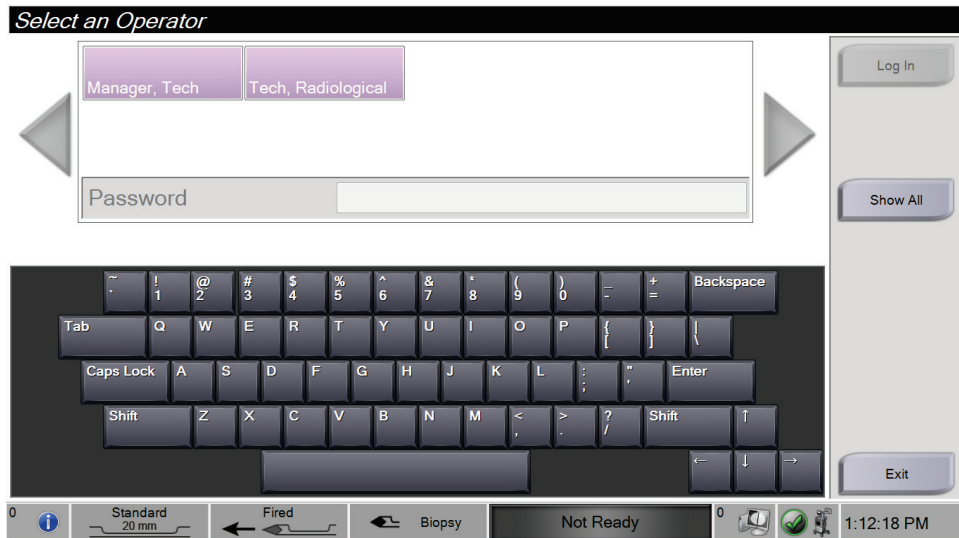 Select an Operator
Manager, Tech
Tech, Radiological
Log In
Password
Show All
~ ! @ # $ % ^ & * ( ) _ + Backspace
` 1 2 3 4 5 6 7 8 9 0 - =
Tab Q W E R T Y U I O P { } |
[ ] \
Caps Lock A S D F G H J K L : " Enter
; '
Shift Z X C V B N M < > ? Shift ↑
, . /
← ↓ →
Exit
0 Standard Fired Biopsy Not Ready 0 1:12:18 PM
20 mm